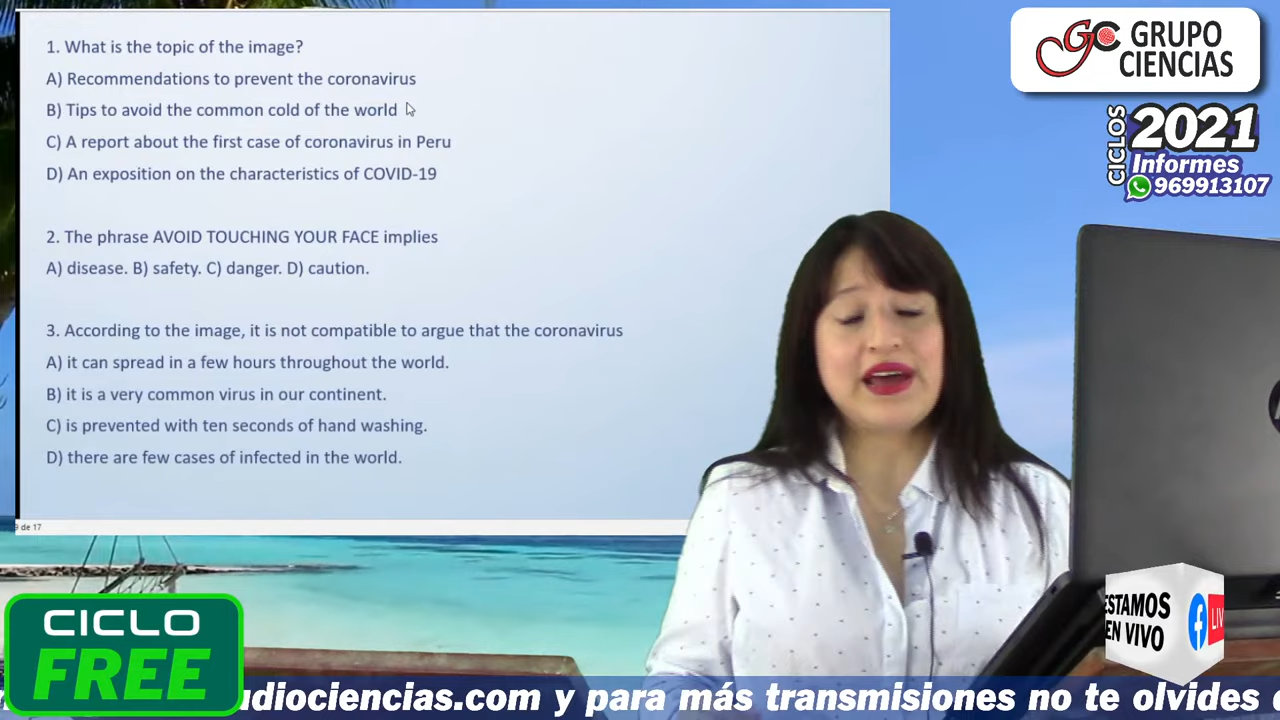 1. What is the topic of the image?
A) Recommendations to prevent the coronavirus
B) Tips to avoid the common cold of the world
C) A report about the first case of coronavirus in Peru
D) An exposition on the characteristics of COVID-19
2. The phrase AVOID TOUCHING YOUR FACE implies
A) disease. B) safety. C) danger. D) caution.
3. According to the image, it is not compatible to argue that the coronavirus
A) it can spread in a few hours throughout the world.
B) it is a very common virus in our continent.
C) is prevented with ten seconds of hand washing.
D) there are few cases of infected in the world.
9 de 17
GC GRUPO
CIENCIAS
CICLOS
2021
Informes
969913107
ESTAMOS
EN VIVO
LIV
CICLO
FREE
udiociencias.com y para más transmisiones no te olvides